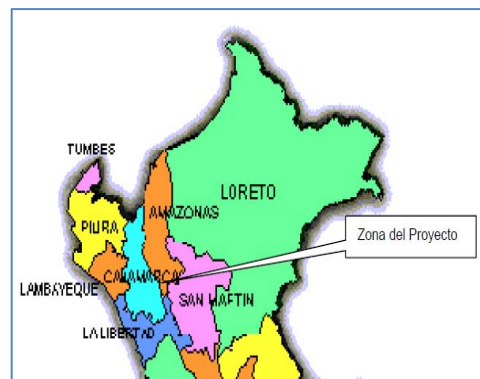 TUMBES
LORETO
AMAZONAS
PIURA
Zona del Proyecto
CAJAMARCA
LAMBAYEQUE
SAN MARTIN
LA LIBERTAD